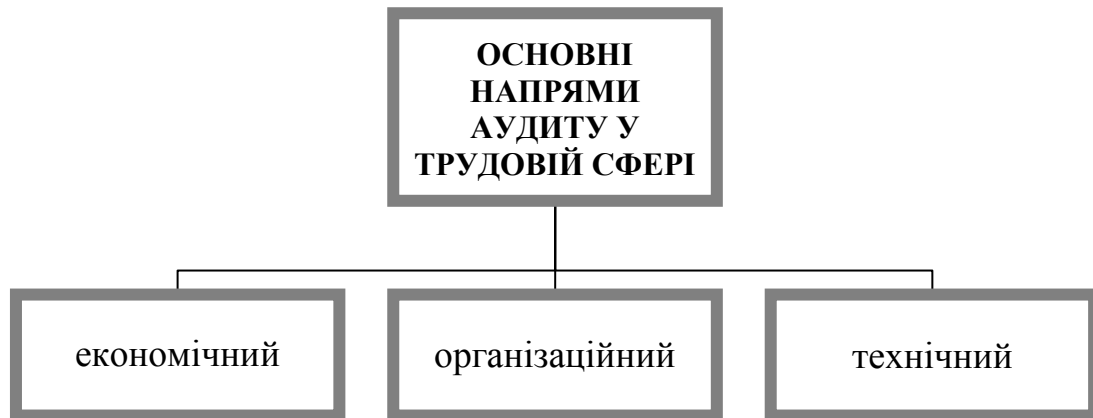 ОСНОВНІ
НАПРЯМИ
АУДИТУ У
ТРУДОВІЙ СФЕРІ
економічний
організаційний
технічний